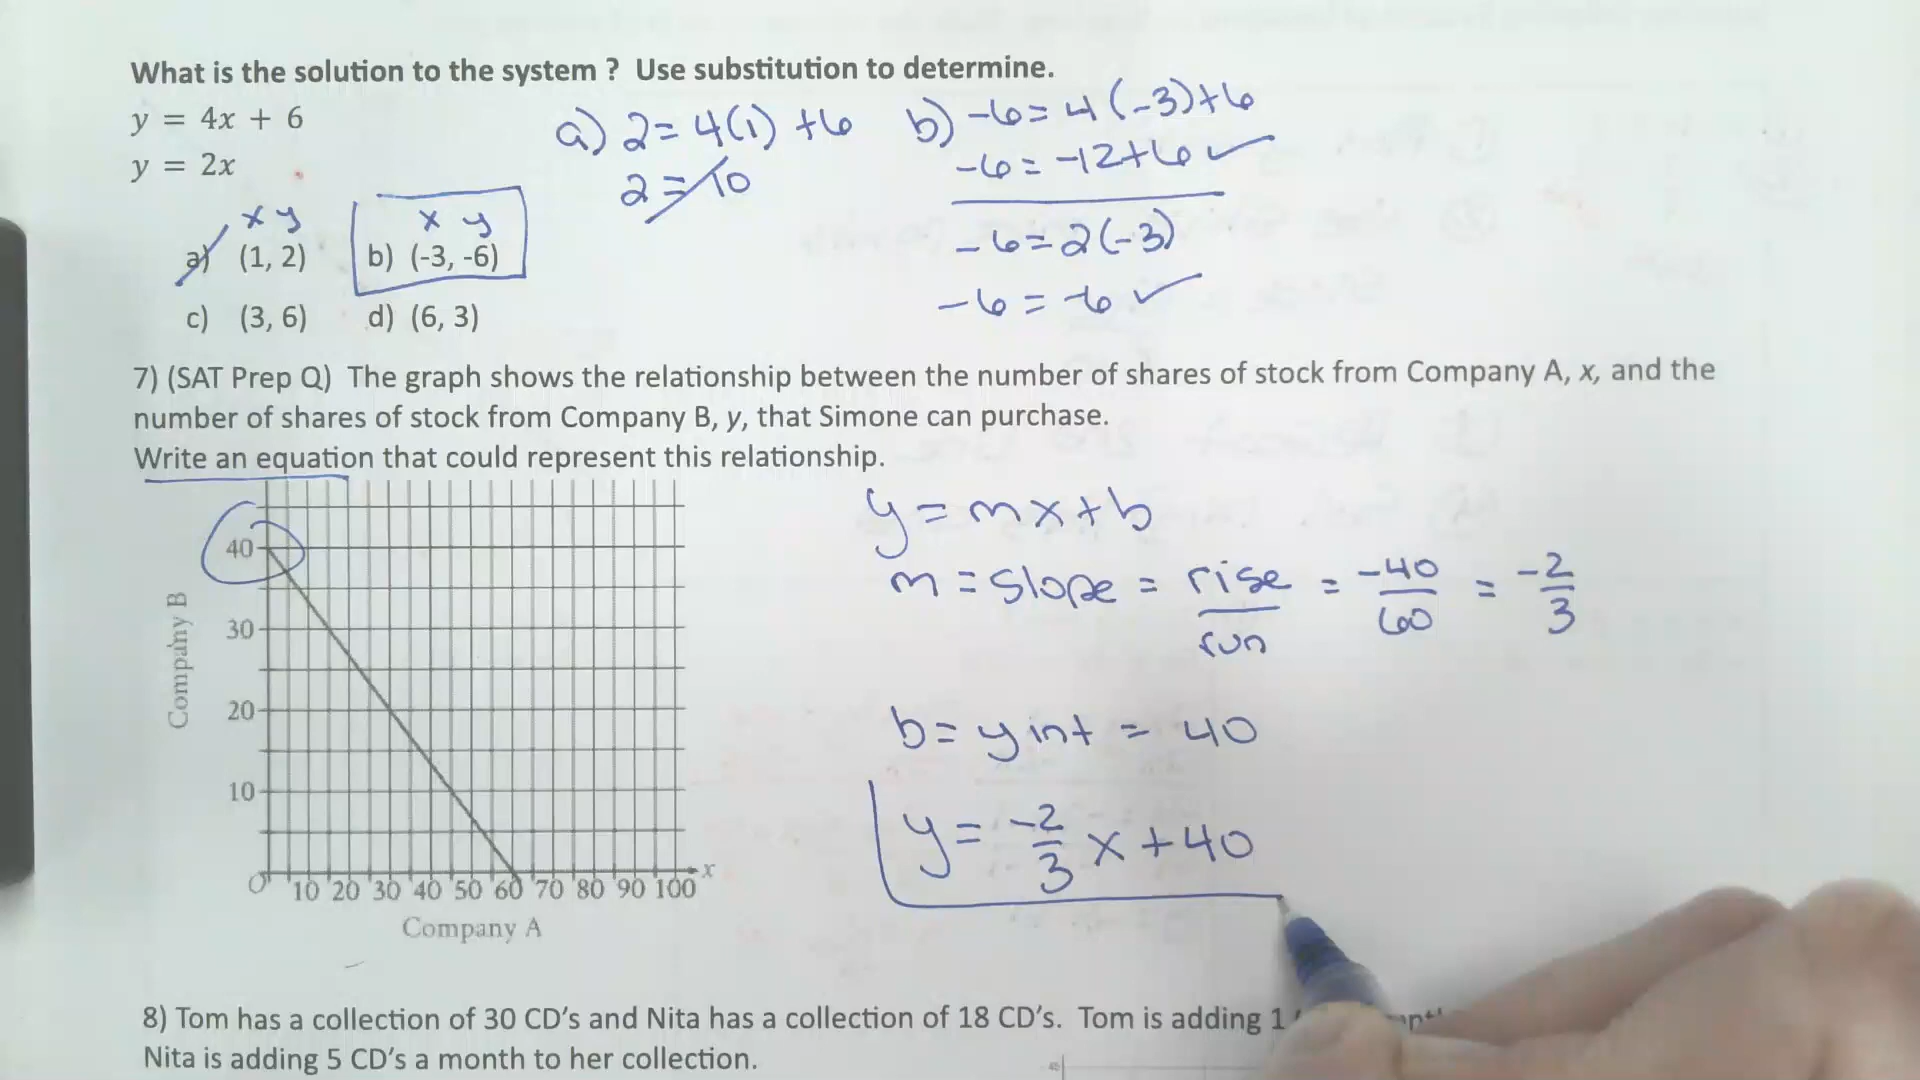 What is the solution to the system ? Use substitution to determine.
y = 4x + 6
y = 2x
a) 2 = 4(1) +6
2 = 10
b) -6 = 4(-3)+6
-6 = -12+6 ✓
-6 = 2(-3)
-6 = -6 ✓
x y
x y
a) (1, 2) b) (-3, -6)
c) (3, 6) d) (6, 3)
7) (SAT Prep Q) The graph shows the relationship between the number of shares of stock from Company A, x, and the
number of shares of stock from Company B, y, that Simone can purchase.
Write an equation that could represent this relationship.
y = mx+b
m = slope = rise/run = -40/60 = -2/3
b = y int = 40
y = -2/3 x + 40
Company B
40
30
20
10
O 10 20 30 40 50 60 70 80 90 100 x
Company A
8) Tom has a collection of 30 CD's and Nita has a collection of 18 CD's. Tom is adding 1
Nita is adding 5 CD's a month to her collection.